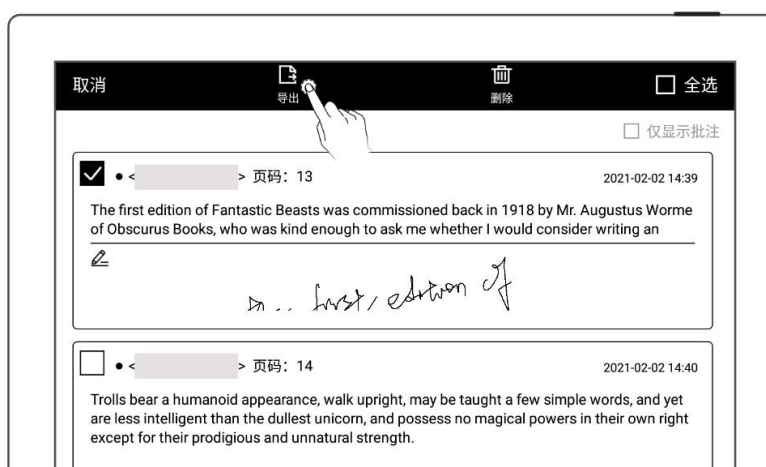 取消
导出
删除
全选
仅显示批注
● < > 页码：13
2021-02-02 14:39
The first edition of Fantastic Beasts was commissioned back in 1918 by Mr. Augustus Worme
of Obscurus Books, who was kind enough to ask me whether I would consider writing an
first, edition of
● < > 页码：14
2021-02-02 14:40
Trolls bear a humanoid appearance, walk upright, may be taught a few simple words, and yet
are less intelligent than the dullest unicorn, and possess no magical powers in their own right
except for their prodigious and unnatural strength.